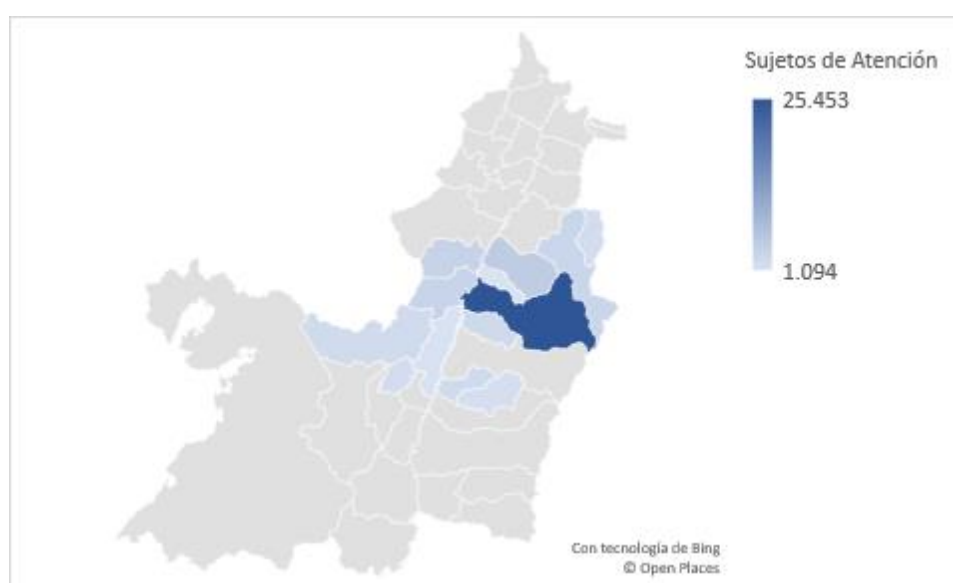 Sujetos de Atención
25.453
1.094
Con tecnología de Bing
© Open Places